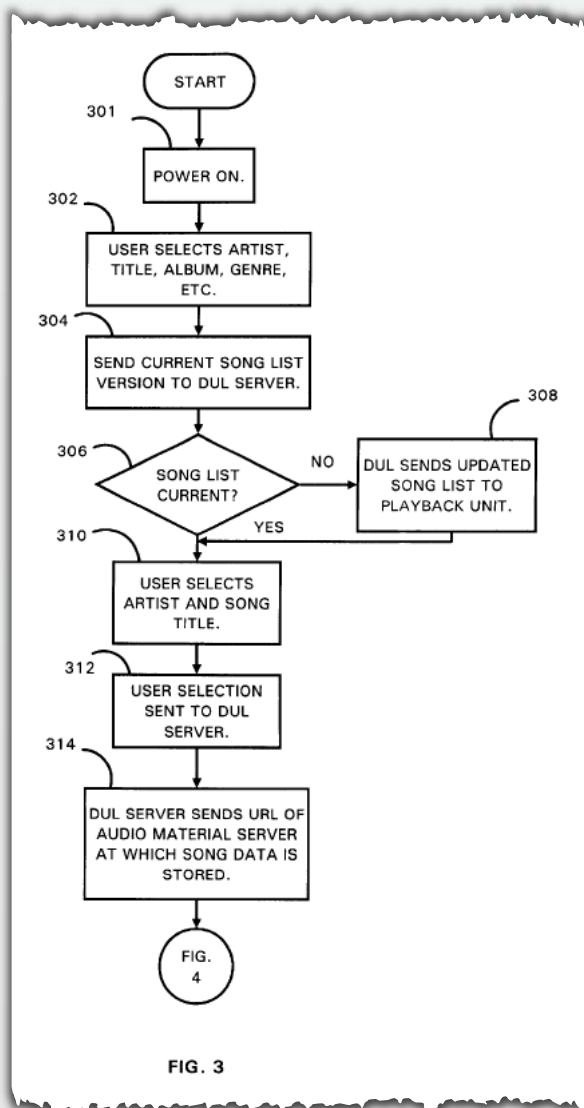 START
301
POWER ON.
302
USER SELECTS ARTIST,
TITLE, ALBUM, GENRE,
ETC.
304
SEND CURRENT SONG LIST
VERSION TO DUL SERVER.
306
SONG LIST
CURRENT?
NO
308
DUL SENDS UPDATED
SONG LIST TO
PLAYBACK UNIT.
YES
310
USER SELECTS
ARTIST AND SONG
TITLE.
312
USER SELECTION
SENT TO DUL
SERVER.
314
DUL SERVER SENDS URL OF
AUDIO MATERIAL SERVER
AT WHICH SONG DATA IS
STORED.
FIG.
4
FIG. 3